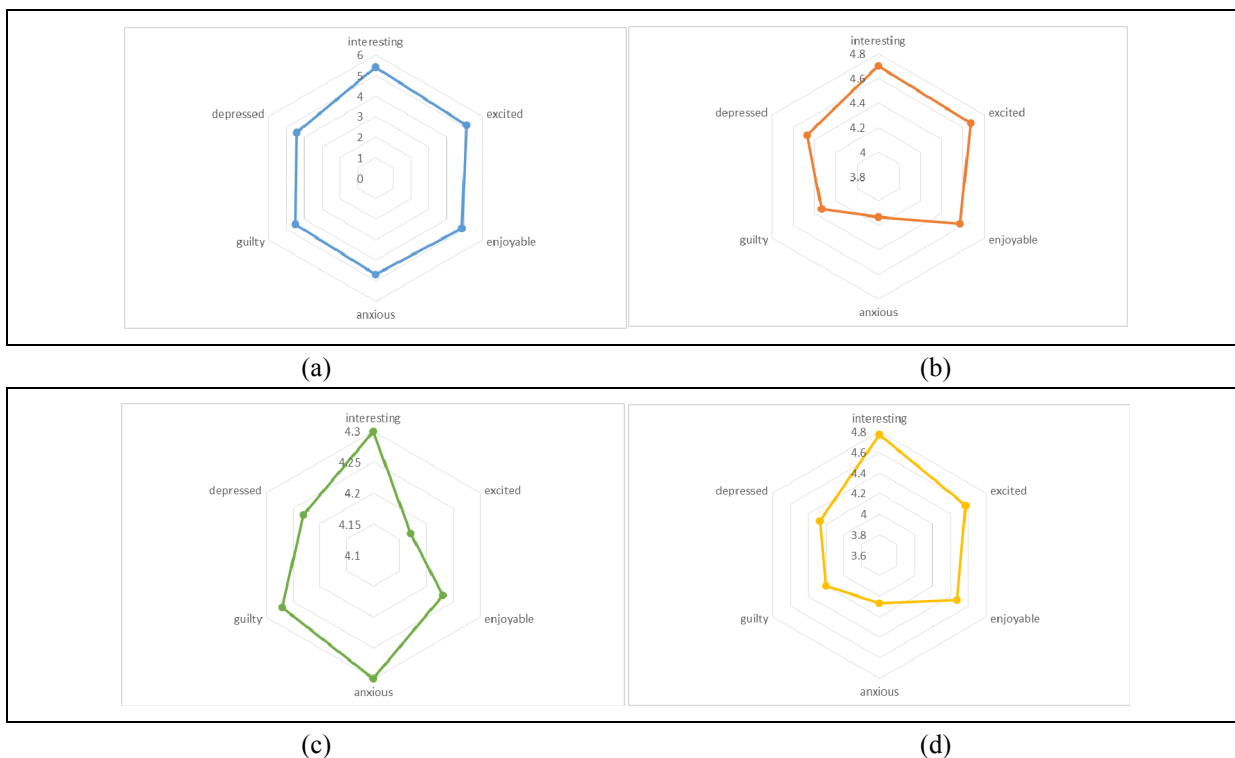 interesting
6
5
4
3
2
1
0
depressed
excited
guilty
enjoyable
anxious
interesting
4.8
4.6
4.4
4.2
4
3.8
depressed
excited
guilty
enjoyable
anxious
(a) (b)
interesting
4.3
4.25
4.2
4.15
4.1
depressed
excited
guilty
enjoyable
anxious
interesting
4.8
4.6
4.4
4.2
4
3.8
3.6
depressed
excited
guilty
enjoyable
anxious
(c) (d)